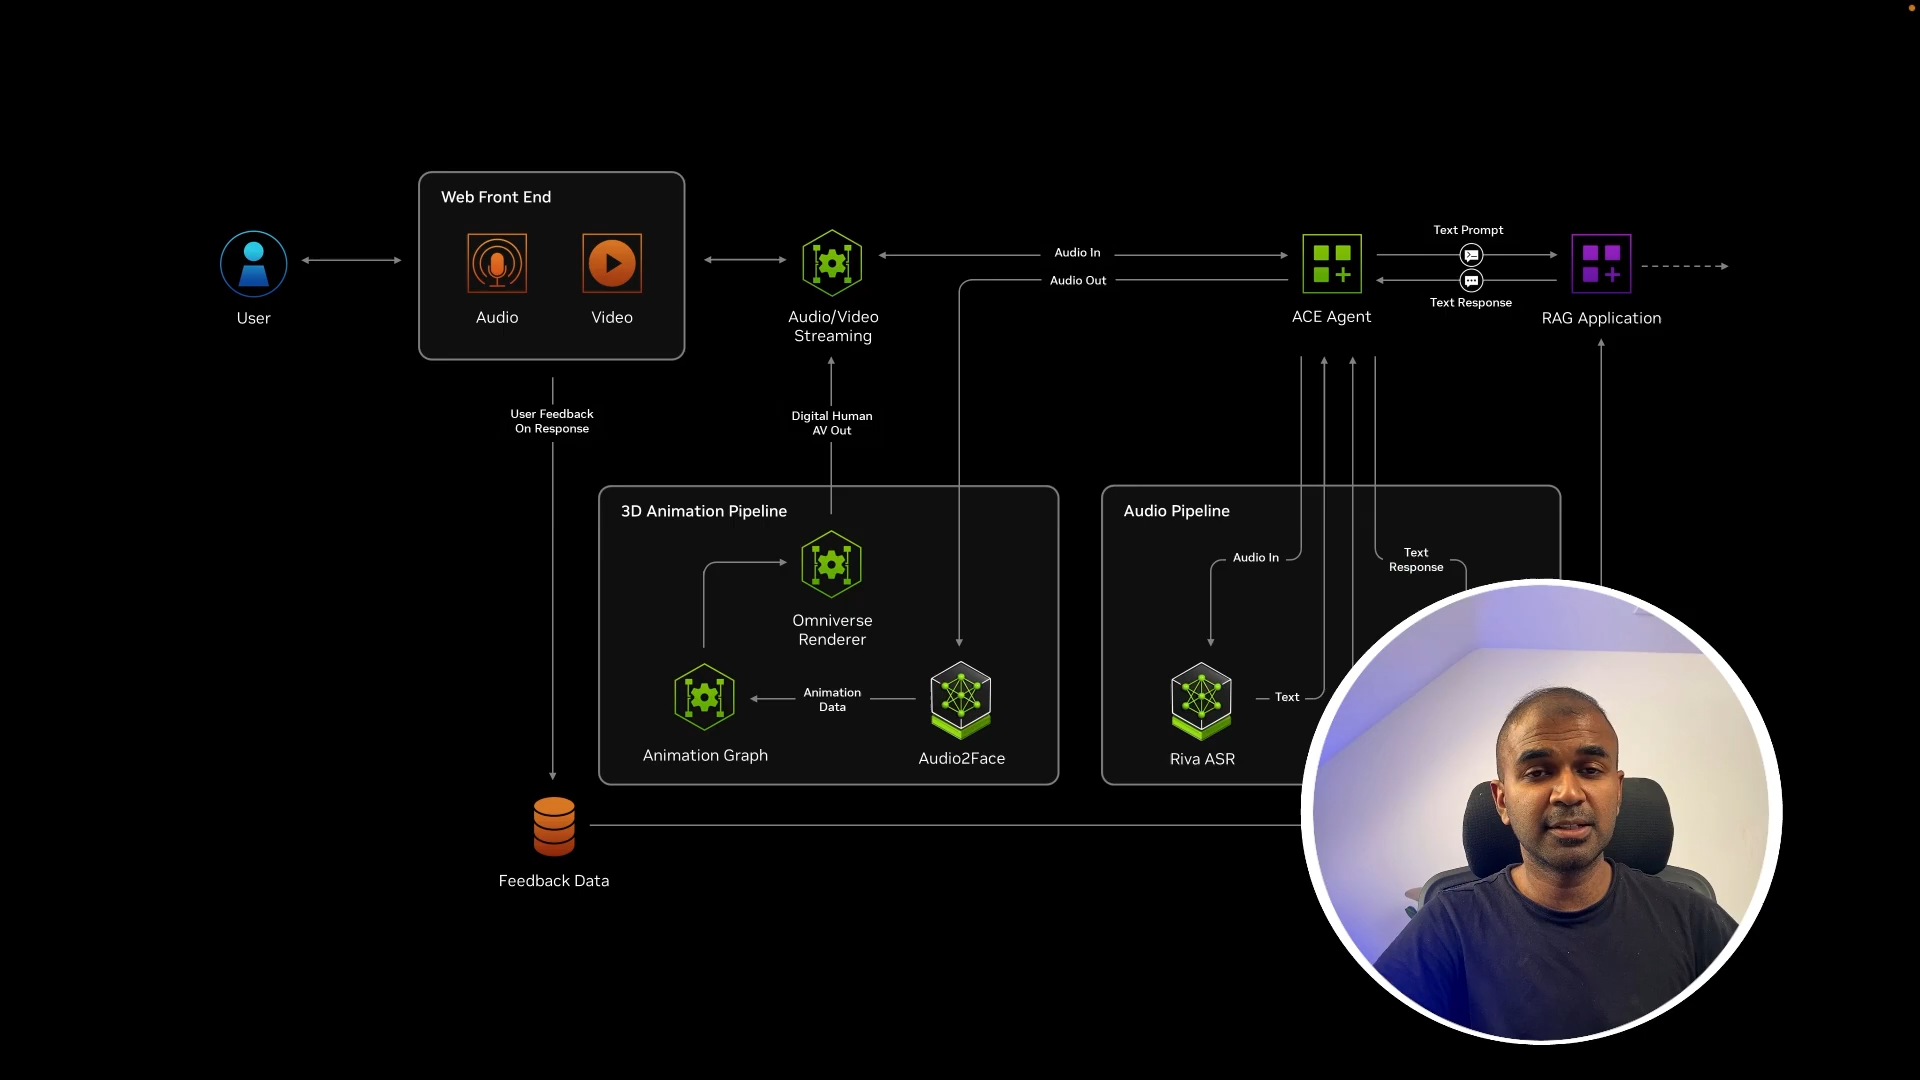 Web Front End
User
Audio
Video
Audio/Video
Streaming
Audio In
Audio Out
ACE Agent
Text Prompt
Text Response
RAG Application
User Feedback
On Response
Digital Human
AV Out
3D Animation Pipeline
Omniverse
Renderer
Animation
Data
Animation Graph
Audio2Face
Audio Pipeline
Audio In
Text
Response
Text
Riva ASR
Feedback Data